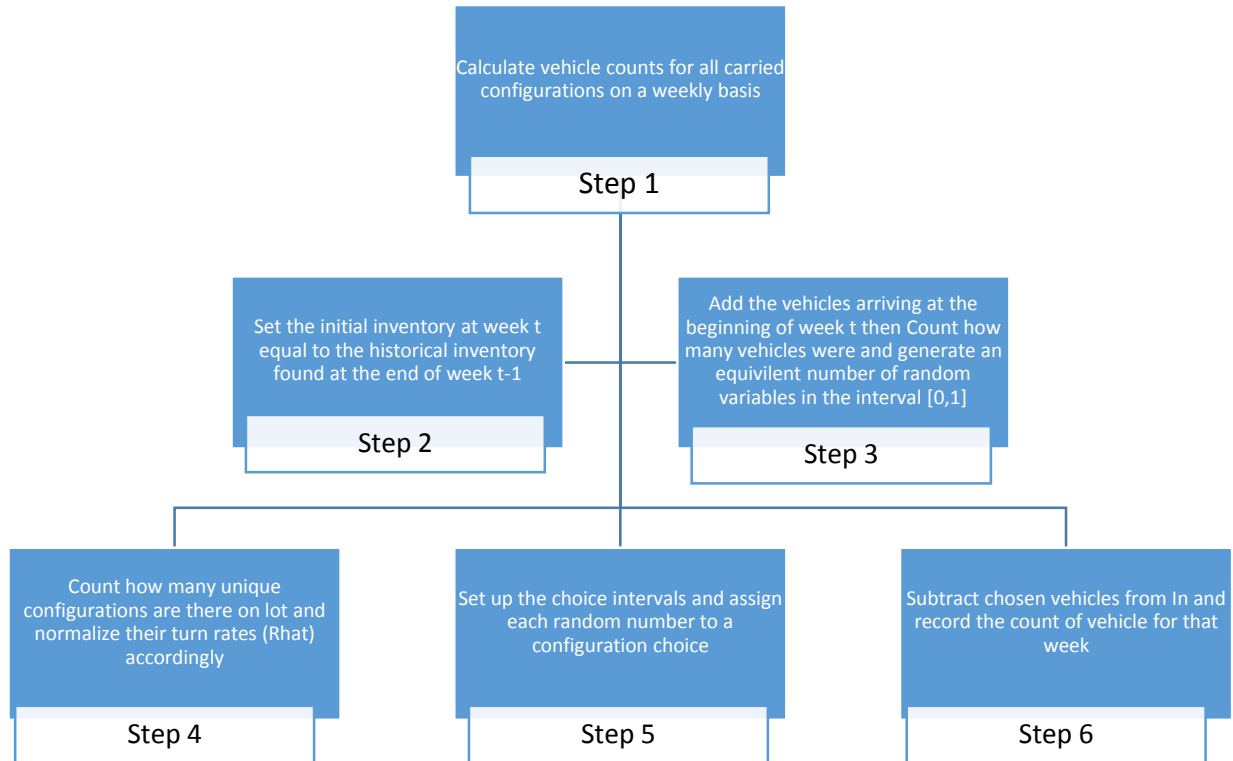 Calculate vehicle counts for all carried
configurations on a weekly basis
Step 1
Set the initial inventory at week t
equal to the historical inventory
found at the end of week t-1
Step 2
Add the vehicles arriving at the
beginning of week t then Count how
many vehicles were and generate an
equivilent number of random
variables in the interval [0,1]
Step 3
Count how many unique
configurations are there on lot and
normalize their turn rates (Rhat)
accordingly
Step 4
Set up the choice intervals and assign
each random number to a
configuration choice
Step 5
Subtract chosen vehicles from In and
record the count of vehicle for that
week
Step 6